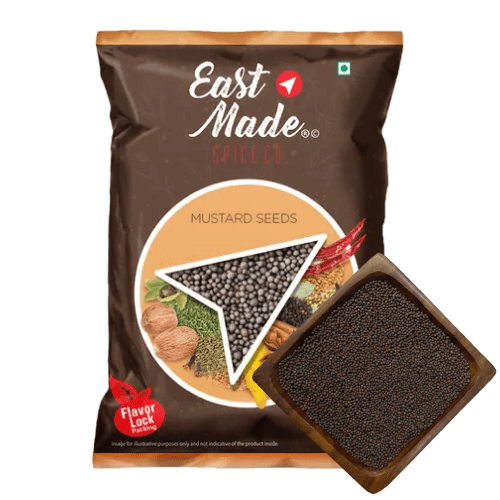 East
Made®©
SPICE CO.
MUSTARD SEEDS
Flavor
Lock
Packing
image for illustrative purposes only and not indicative of the product inside